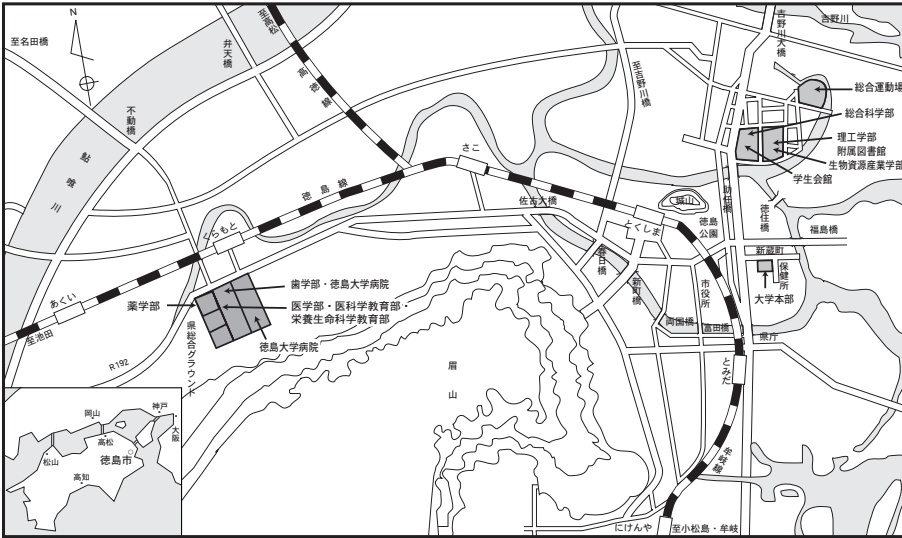 N
至名田橋
弁天橋
至高松
高徳線
不動橋
鮎喰川
至吉野川橋
吉野川大橋
吉野川
総合運動場
総合科学部
理工学部
附属図書館
生物資源産業学部
学生会館
さこ
徳島線
佐古大橋
くらもと
あくい
至池田
R192
薬学部
歯学部・徳島大学病院
医学部・医科学教育部・
栄養生命科学教育部
徳島大学病院
県総合グラウンド
眉山
城山
とくしま
徳島
公園
助任橋
徳住橋
福島橋
新蔵町
保健所
大学本部
春日橋
新町橋
市役所
両国橋
富田橋
県庁
とみだ
牟岐線
にけんや
至小松島・牟岐
岡山
神戸
大阪
高松
松山
徳島市
高知